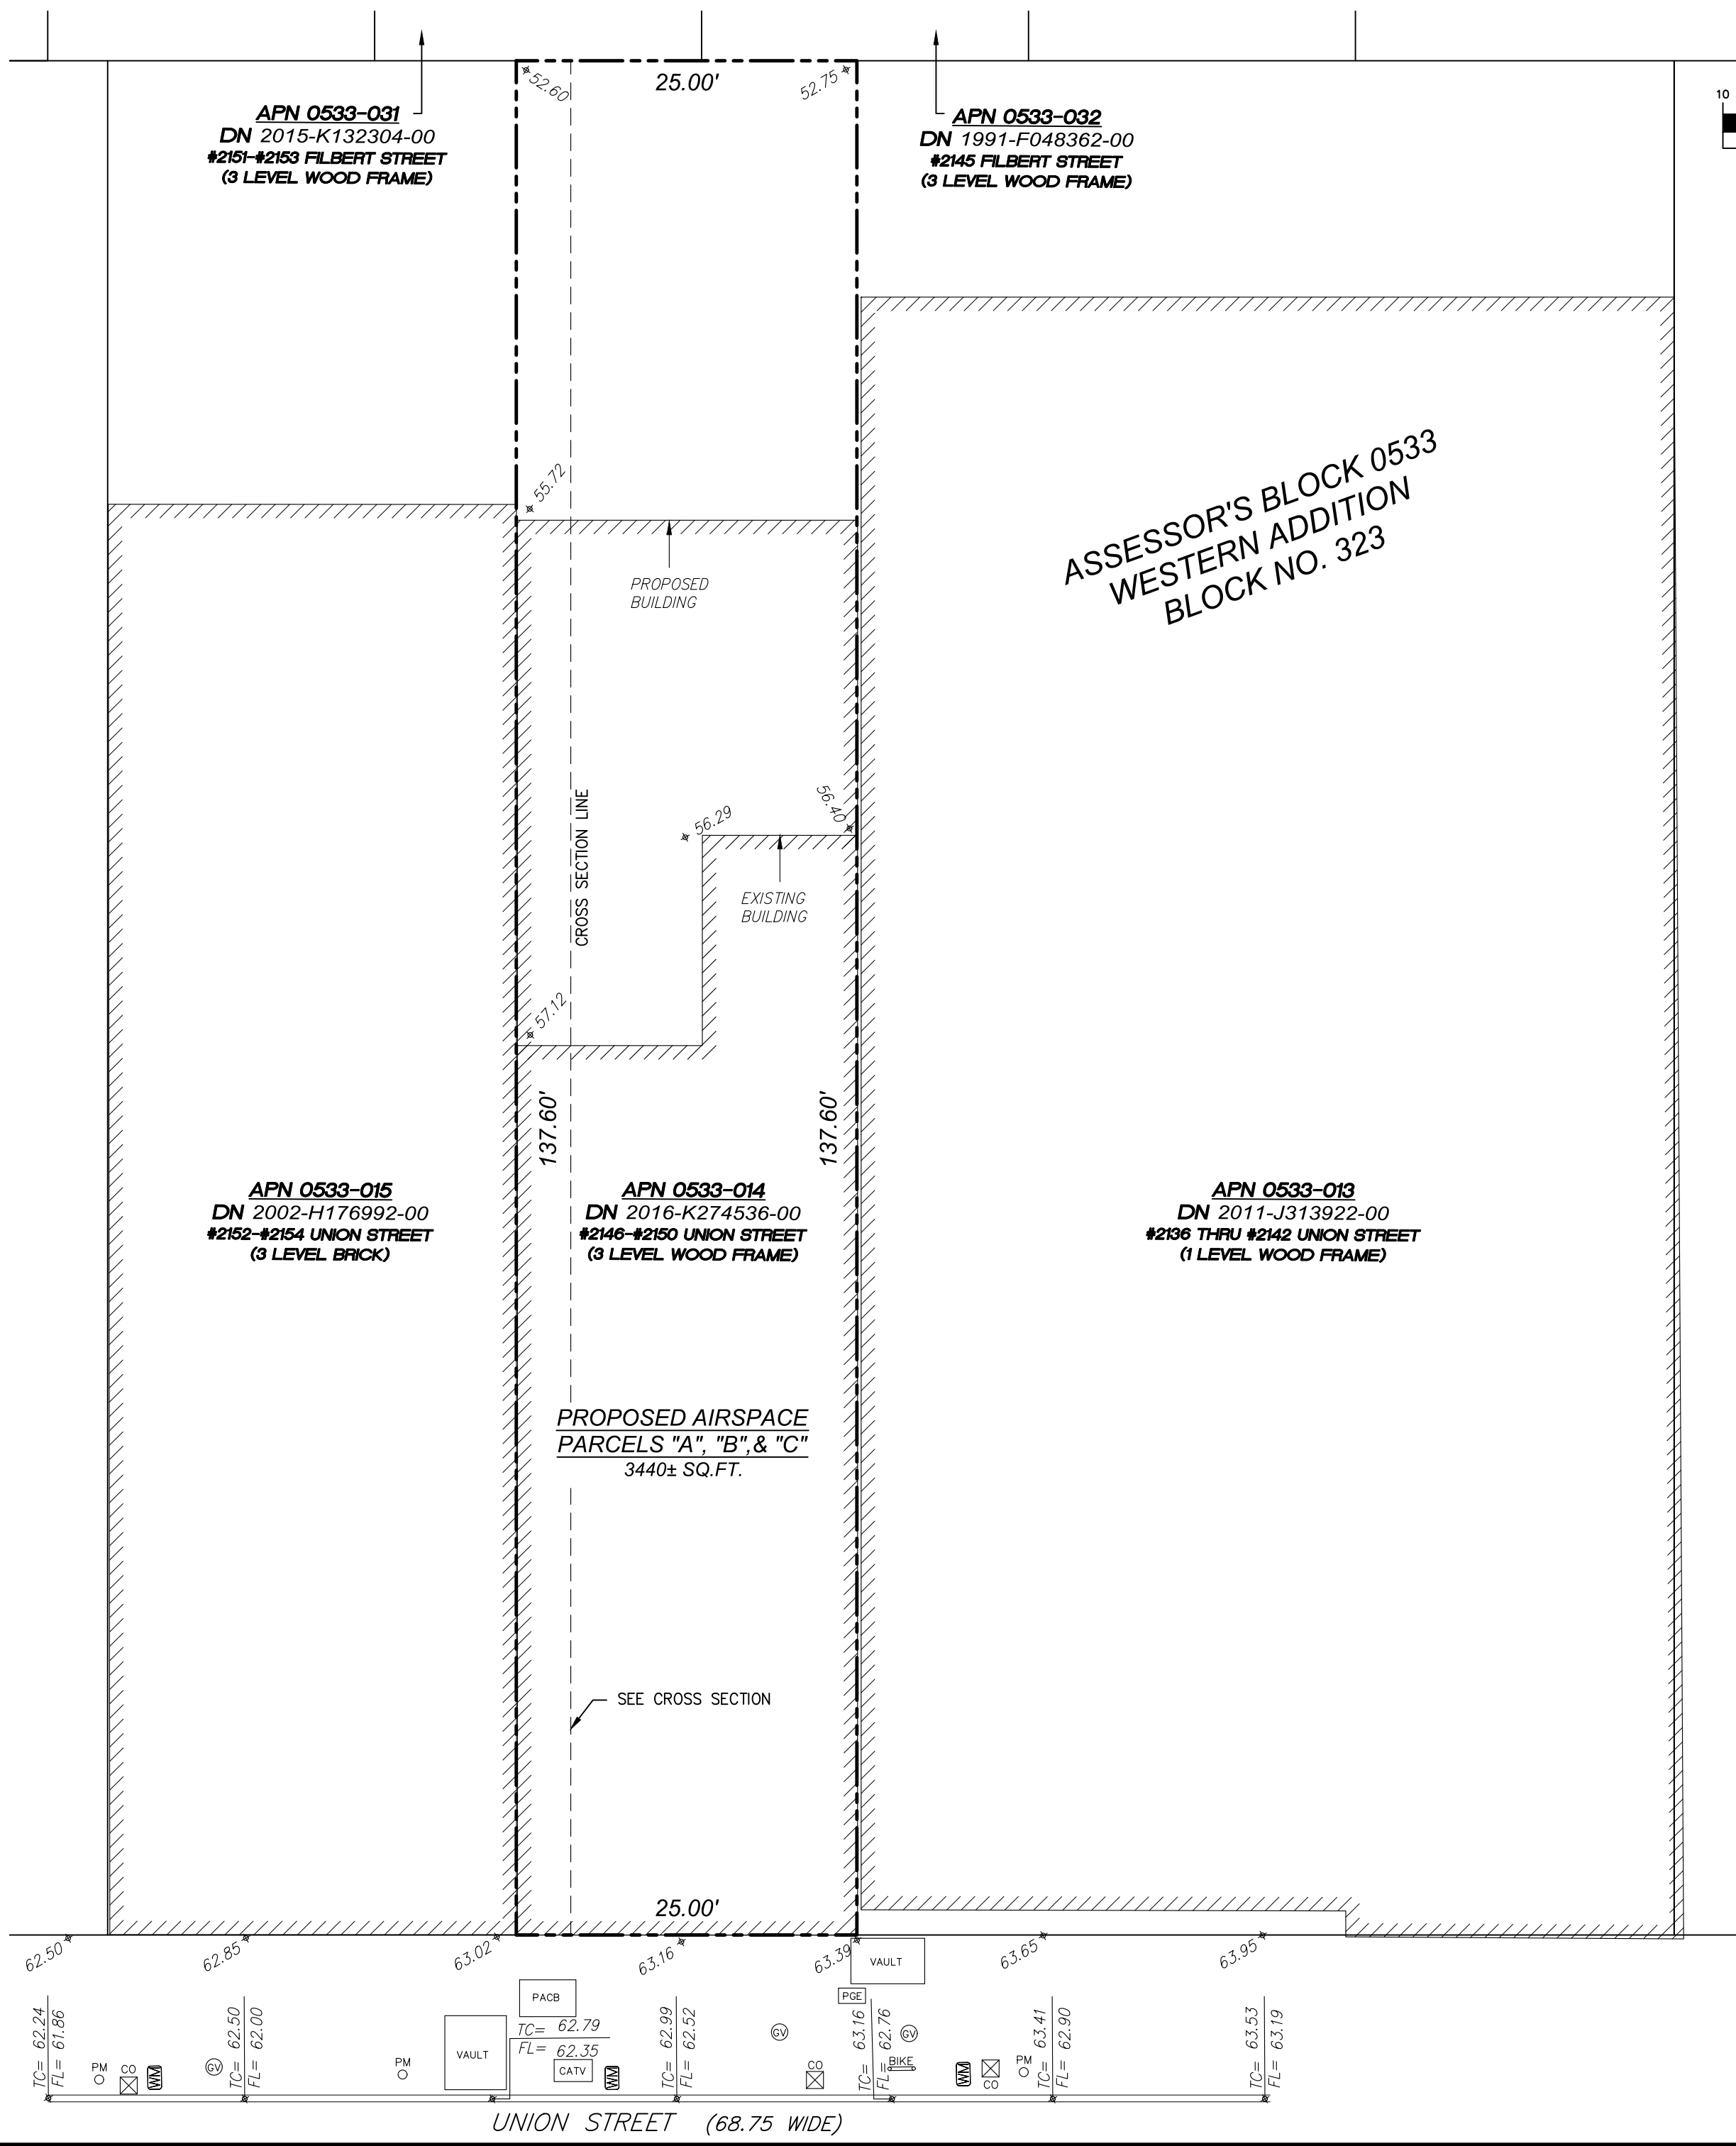 25.00'
52.60
52.75
10
APN 0533-031
DN 2015-K132304-00
#2151-#2153 FILBERT STREET
(3 LEVEL WOOD FRAME)
APN 0533-032
DN 1991-F048362-00
#2145 FILBERT STREET
(3 LEVEL WOOD FRAME)
ASSESSOR'S BLOCK 0533
WESTERN ADDITION
BLOCK NO. 323
55.72
PROPOSED
BUILDING
CROSS SECTION LINE
56.29
56.40
EXISTING
BUILDING
57.12
137.60'
137.60'
APN 0533-015
DN 2002-H176992-00
#2152-#2154 UNION STREET
(3 LEVEL BRICK)
APN 0533-014
DN 2016-K274536-00
#2146-#2150 UNION STREET
(3 LEVEL WOOD FRAME)
APN 0533-013
DN 2011-J313922-00
#2136 THRU #2142 UNION STREET
(1 LEVEL WOOD FRAME)
PROPOSED AIRSPACE
PARCELS "A", "B",& "C"
3440± SQ.FT.
SEE CROSS SECTION
25.00'
62.50
62.85
63.02
63.16
63.39
63.65
63.95
VAULT
PACB
PGE
TC= 62.24
FL= 61.86
TC= 62.50
FL= 62.00
TC= 62.79
FL= 62.35
TC= 62.99
FL= 62.52
TC= 63.16
FL= 62.76
TC= 63.41
FL= 62.90
TC= 63.53
FL= 63.19
PM
CO
WM
GV
PM
VAULT
CATV
WM
GV
CO
GV
BIKE
WM
CO
PM
UNION STREET (68.75 WIDE)